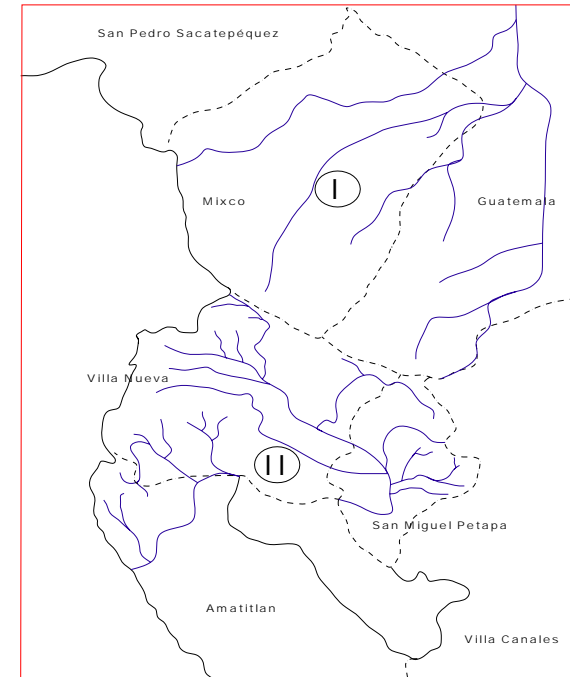 San Pedro Sacatepéquez
Mixco
I
Guatemala
Villa Nueva
II
San Miguel Petapa
Amatitlan
Villa Canales